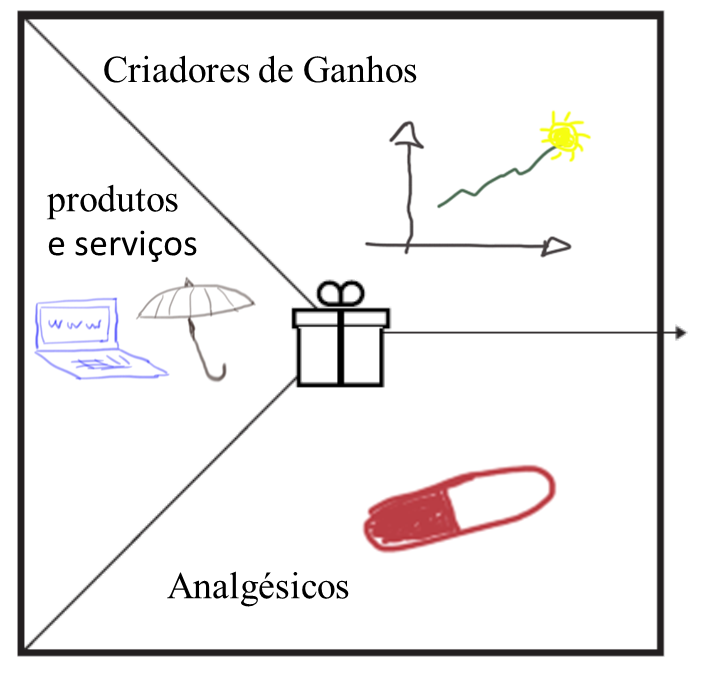 Criadores de Ganhos
produtos
e serviços
www
Analgésicos